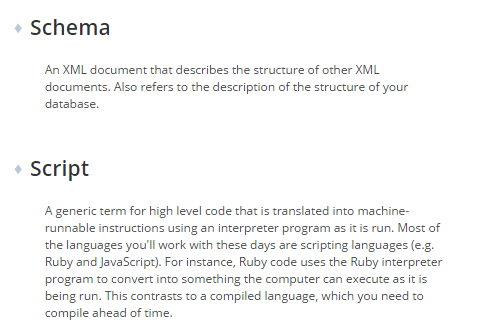 Schema
An XML document that describes the structure of other XML
documents. Also refers to the description of the structure of your
database.
Script
A generic term for high level code that is translated into machine-
runnable instructions using an interpreter program as it is run. Most of
the languages you'll work with these days are scripting languages (e.g.
Ruby and JavaScript). For instance, Ruby code uses the Ruby interpreter
program to convert into something the computer can execute as it is
being run. This contrasts to a compiled language, which you need to
compile ahead of time.